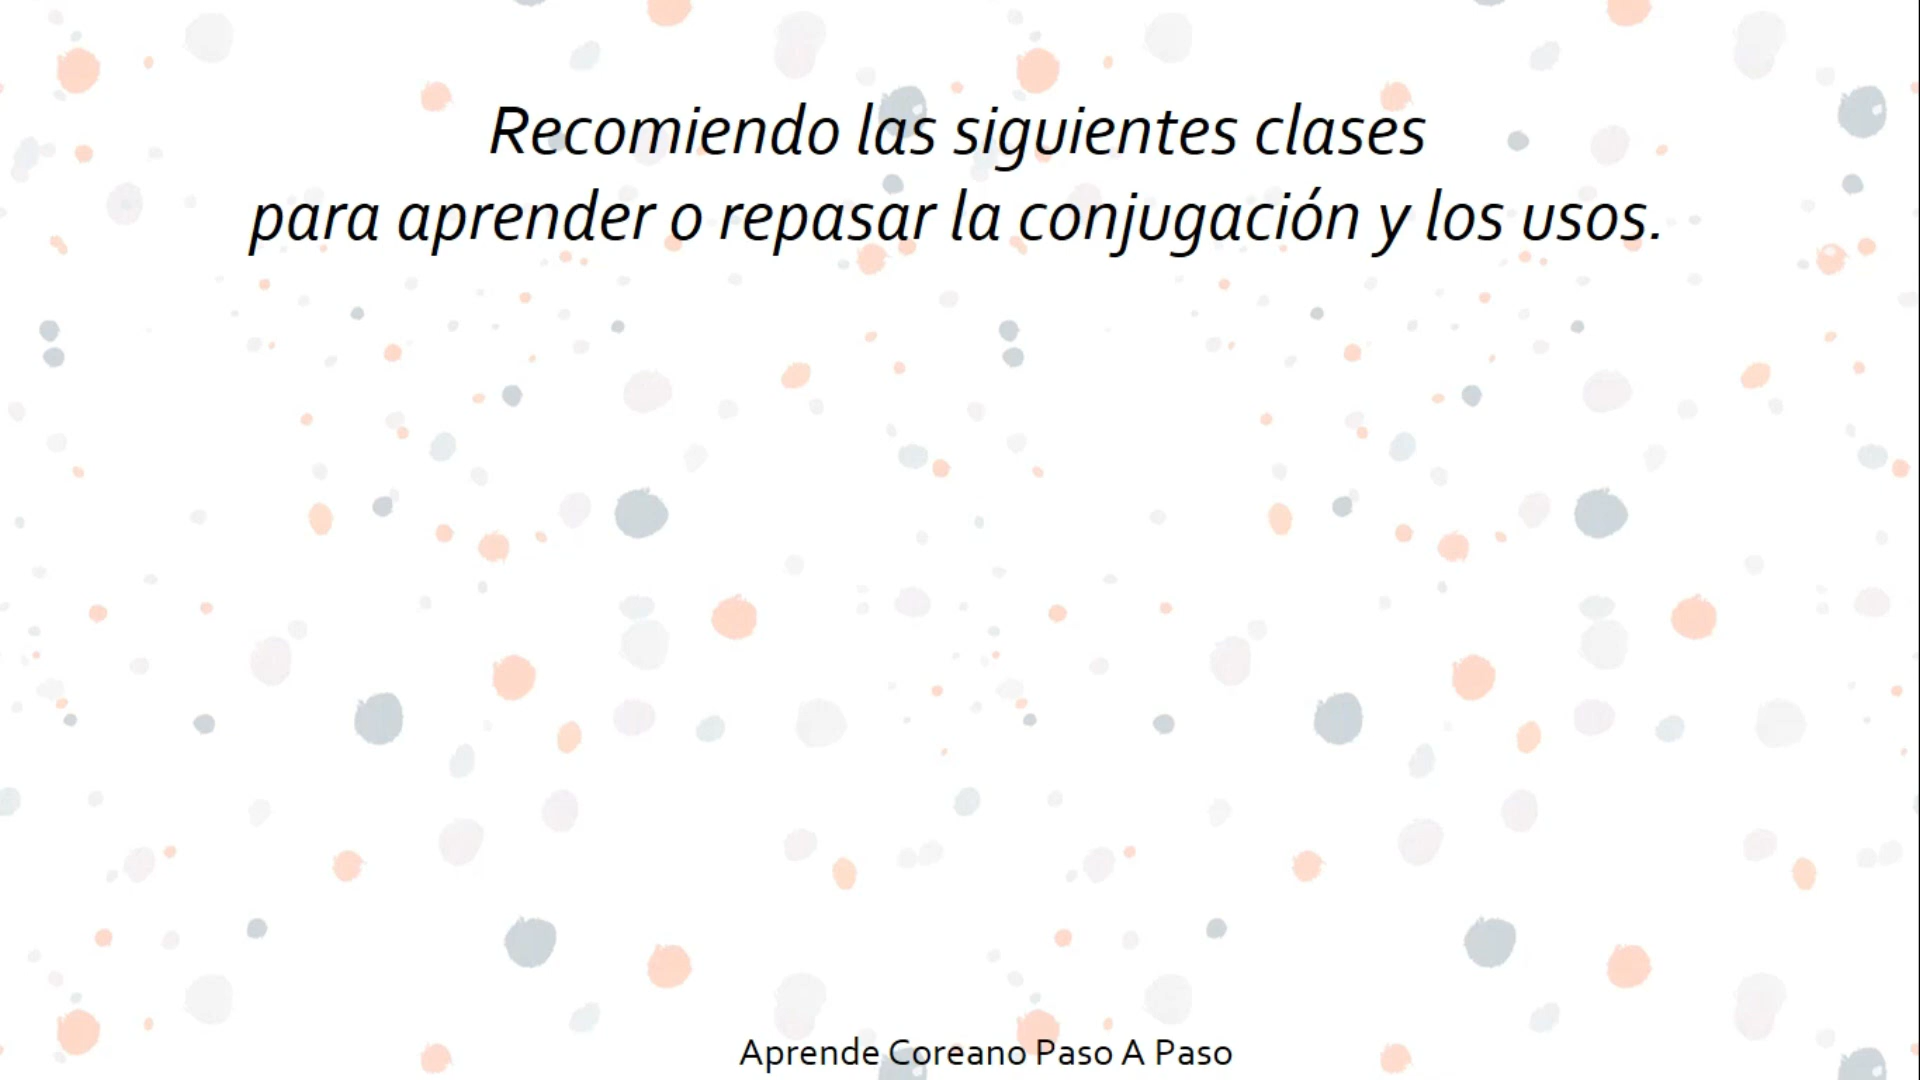 Recomiendo las siguientes clases
para aprender o repasar la conjugación y los usos.
Aprende Coreano Paso A Paso